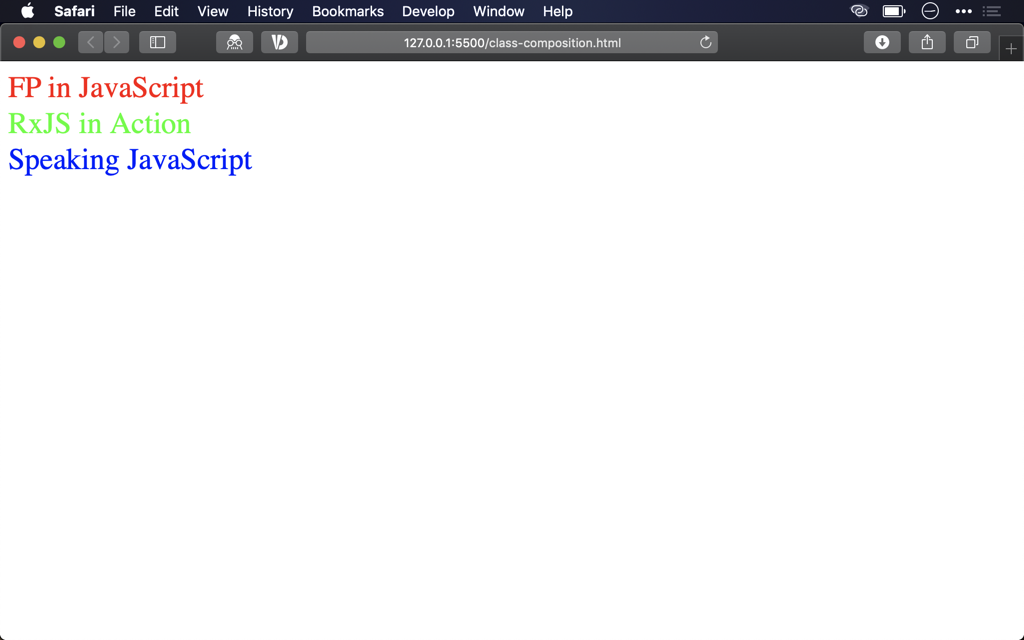 Safari File Edit View History Bookmarks Develop Window Help
127.0.0.1:5500/class-composition.html
FP in JavaScript
RxJS in Action
Speaking JavaScript